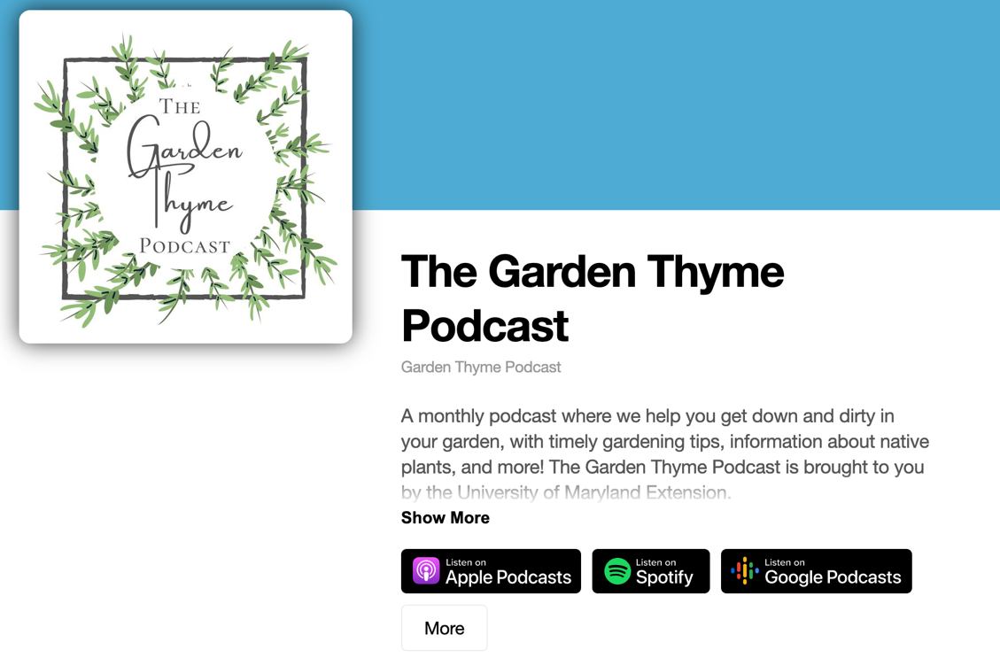 The
Garden
Thyme
Podcast
The Garden Thyme
Podcast
Garden Thyme Podcast
A monthly podcast where we help you get down and dirty in
your garden, with timely gardening tips, information about native
plants, and more! The Garden Thyme Podcast is brought to you
by the University of Maryland Extension.
Show More
Listen on
Apple Podcasts
Listen on
Spotify
Listen on
Google Podcasts
More